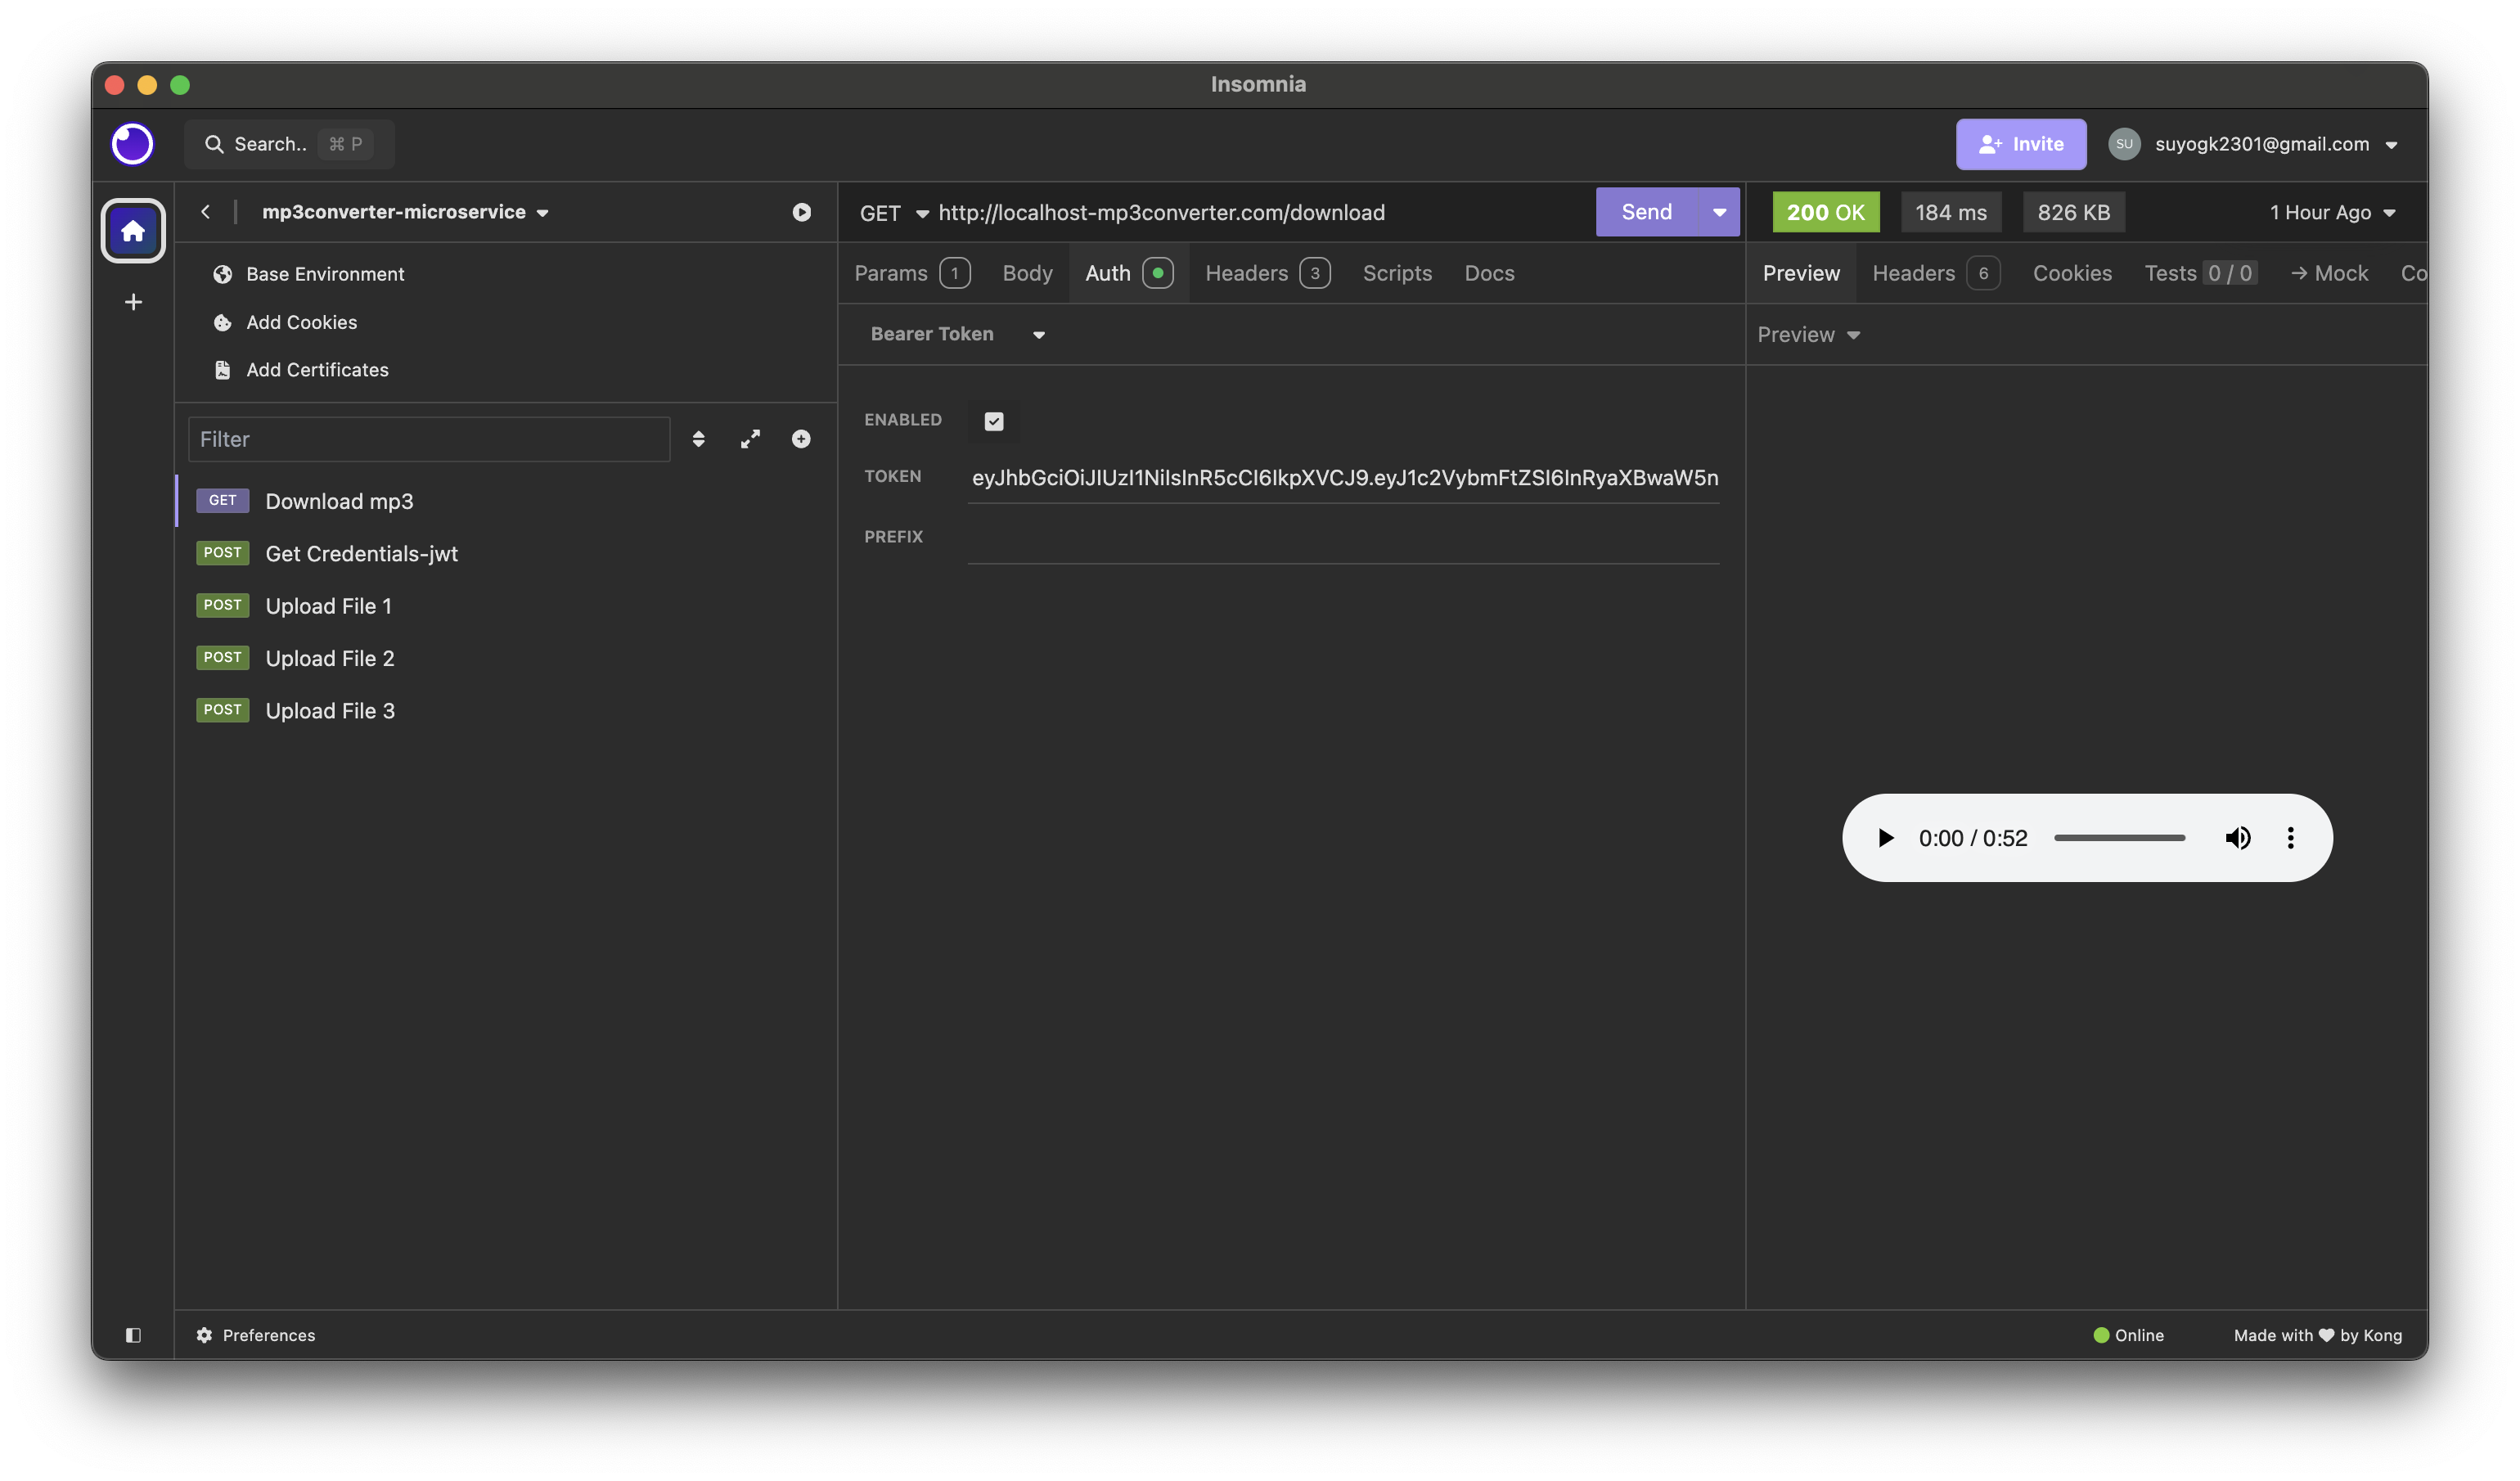 Insomnia
Search.. ⌘ P
Invite
SU suyogk2301@gmail.com
mp3converter-microservice
Base Environment
Add Cookies
Add Certificates
Filter
GET Download mp3
POST Get Credentials-jwt
POST Upload File 1
POST Upload File 2
POST Upload File 3
Preferences
GET http://localhost-mp3converter.com/download Send
Params 1 Body Auth Headers 3 Scripts Docs
Bearer Token
ENABLED
TOKEN eyJhbGciOiJIUzI1NiIsInR5cCI6IkpXVCJ9.eyJ1c2VybmFtZSI6InRyaXBwaW5n
PREFIX
200 OK 184 ms 826 KB 1 Hour Ago
Preview Headers 6 Cookies Tests 0 / 0 → Mock Co
Preview
0:00 / 0:52
Online Made with by Kong